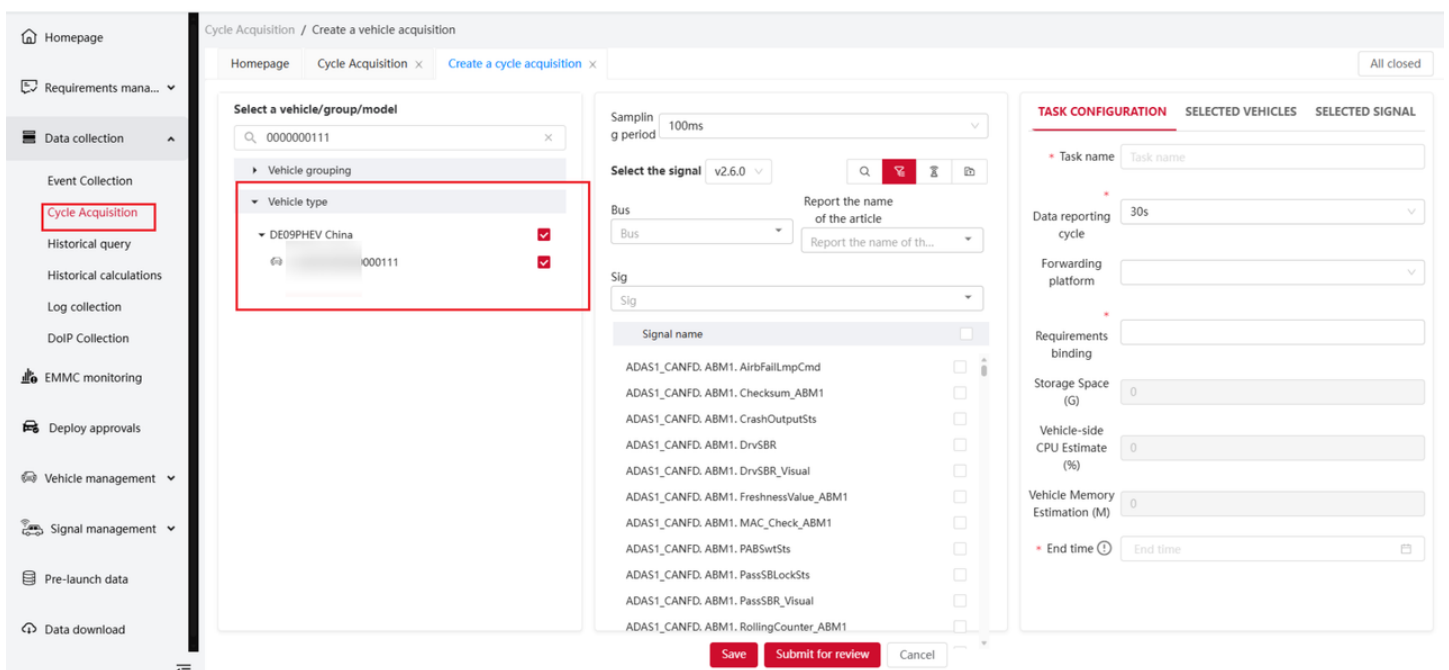 Homepage
Requirements mana...
Data collection
Event Collection
Cycle Acquisition
Historical query
Historical calculations
Log collection
DoIP Collection
EMMC monitoring
Deploy approvals
Vehicle management
Signal management
Pre-launch data
Data download
Cycle Acquisition / Create a vehicle acquisition
Homepage
Cycle Acquisition ×
Create a cycle acquisition ×
All closed
Select a vehicle/group/model
0000000111
Vehicle grouping
Vehicle type
DE09PHEV China
000111
Samplin
g period
100ms
Select the signal
v2.6.0
Bus
Bus
Report the name
of the article
Report the name of th...
Sig
Sig
Signal name
ADAS1_CANFD. ABM1. AirbFailLmpCmd
ADAS1_CANFD. ABM1. Checksum_ABM1
ADAS1_CANFD. ABM1. CrashOutputSts
ADAS1_CANFD. ABM1. DrvSBR
ADAS1_CANFD. ABM1. DrvSBR_Visual
ADAS1_CANFD. ABM1. FreshnessValue_ABM1
ADAS1_CANFD. ABM1. MAC_Check_ABM1
ADAS1_CANFD. ABM1. PABSwtSts
ADAS1_CANFD. ABM1. PassSBLockSts
ADAS1_CANFD. ABM1. PassSBR_Visual
ADAS1_CANFD. ABM1. RollingCounter_ABM1
Save
Submit for review
Cancel
TASK CONFIGURATION
SELECTED VEHICLES
SELECTED SIGNAL
* Task name
Task name
*
Data reporting
cycle
30s
Forwarding
platform
*
Requirements
binding
Storage Space
(G)
0
Vehicle-side
CPU Estimate
(%)
0
Vehicle Memory
Estimation (M)
0
* End time
End time